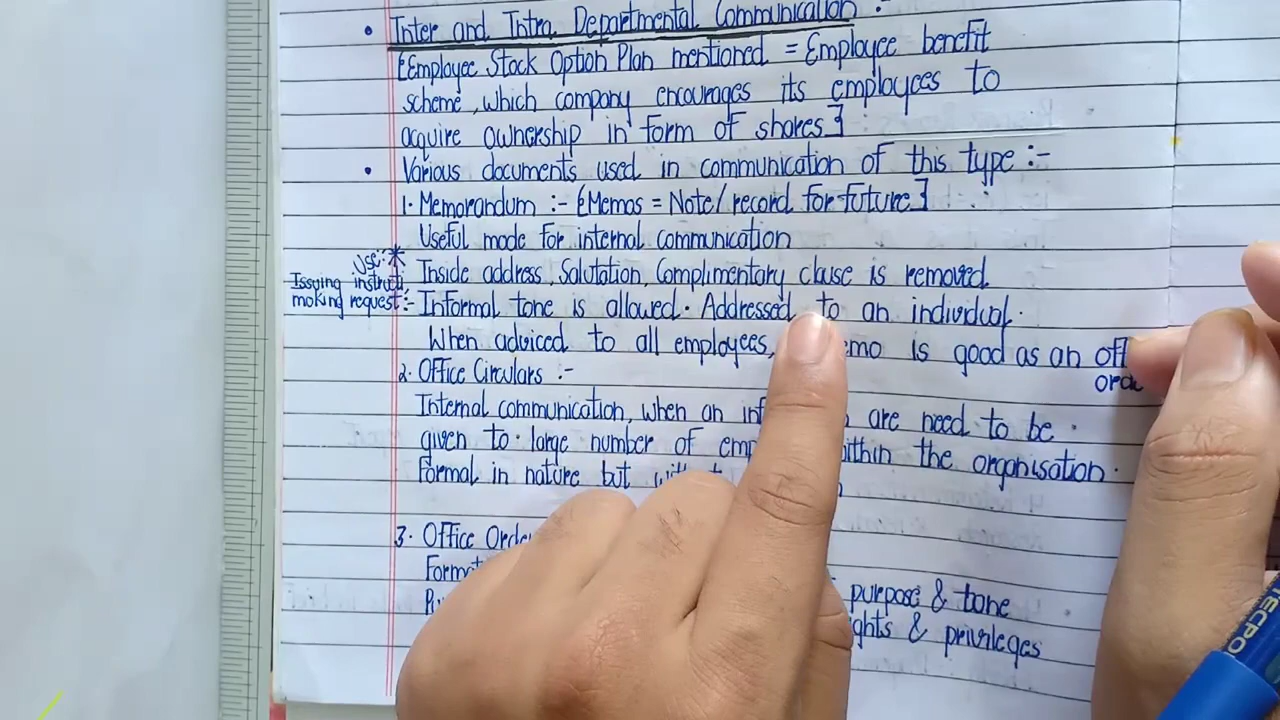 • Inter and Intra Departmental Communication :-
[Employee Stock Option Plan mentioned = Employee benefit
scheme, which company encourages its employees to
acquire ownership in form of shares]
• Various documents used in communication of this type :-
1. Memorandum :- [Memos = Note/record for future]
Useful mode for internal communication
Use:*
Inside address, Salutation, Complimentary clause is removed
Issuing instructi
making request:-
Informal tone is allowed. Addressed to an individual.
When adviced to all employees, emo is good as an off
orde
2. Office Circulars :-
Internal communication, when an inf are need to be
given to large number of emp ithin the organisation.
Formal in nature but
3. Office Orde
Format
purpose & tone
ights & privileges
TECPO